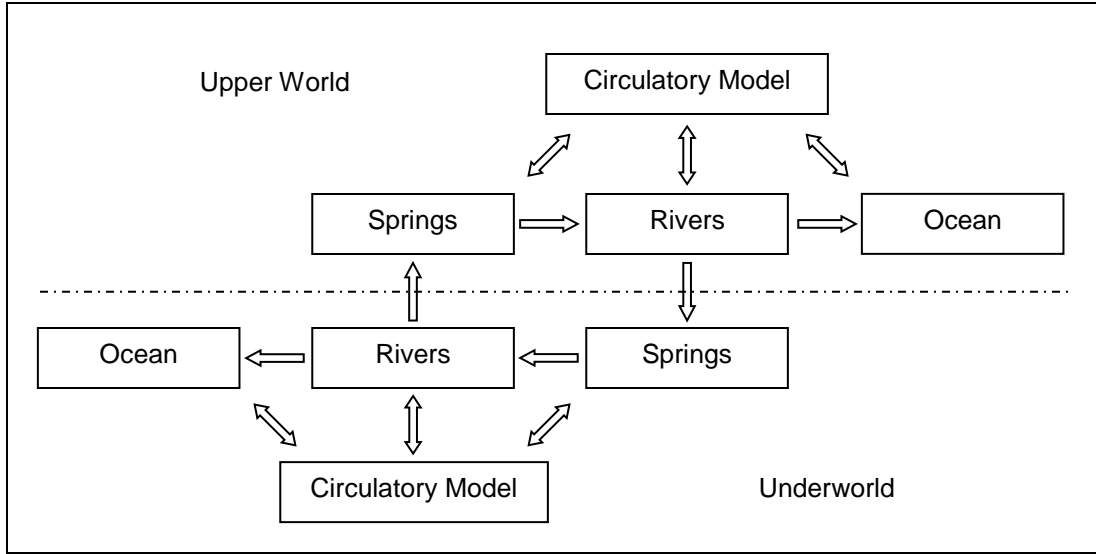 Upper World
Circulatory Model
Springs
Rivers
Ocean
Ocean
Rivers
Springs
Circulatory Model
Underworld